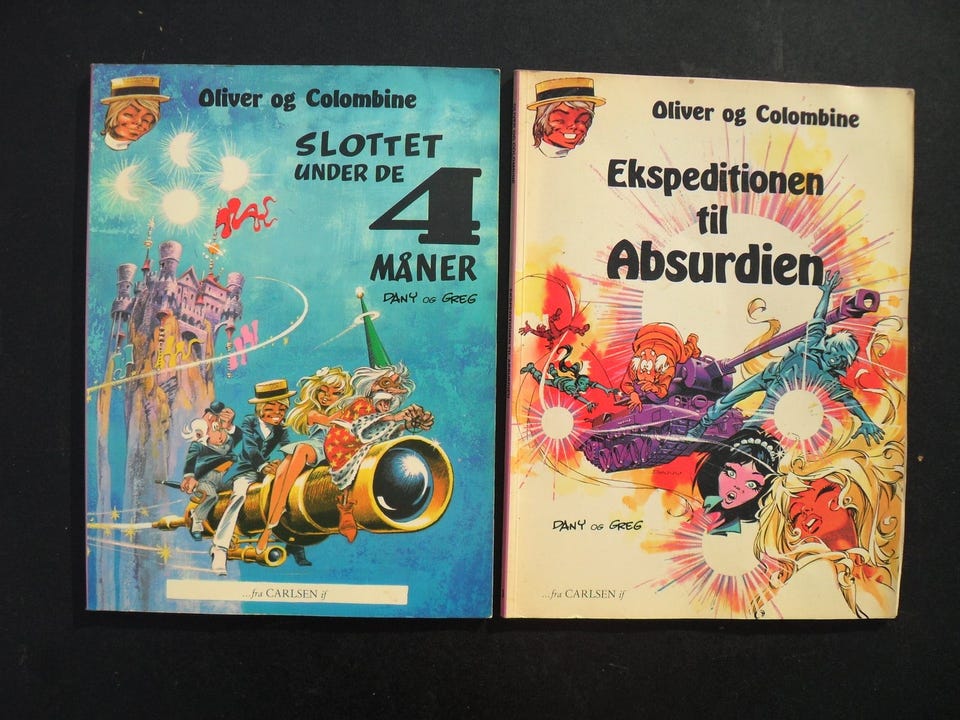 Oliver og Colombine
SLOTTET
UNDER DE
4
MÅNER
DANY OG GREG
...fra CARLSEN if
Oliver og Colombine
Ekspeditionen
til
Absurdien
DANY OG GREG
...fra CARLSEN if